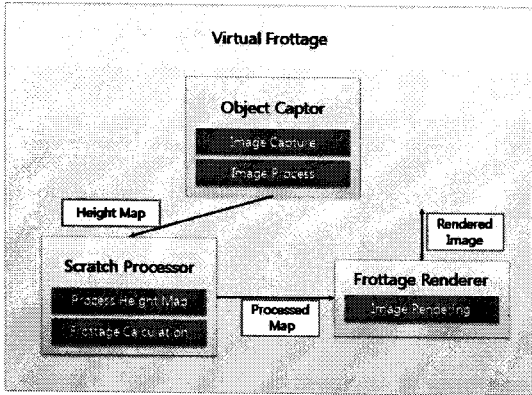 Virtual Frottage
Object Captor
Image Capture
Image Process
Height Map
Rendered
Image
Scratch Processor
Process Height Map
Frottage Calculation
Processed
Map
Frottage Renderer
Image Rendering